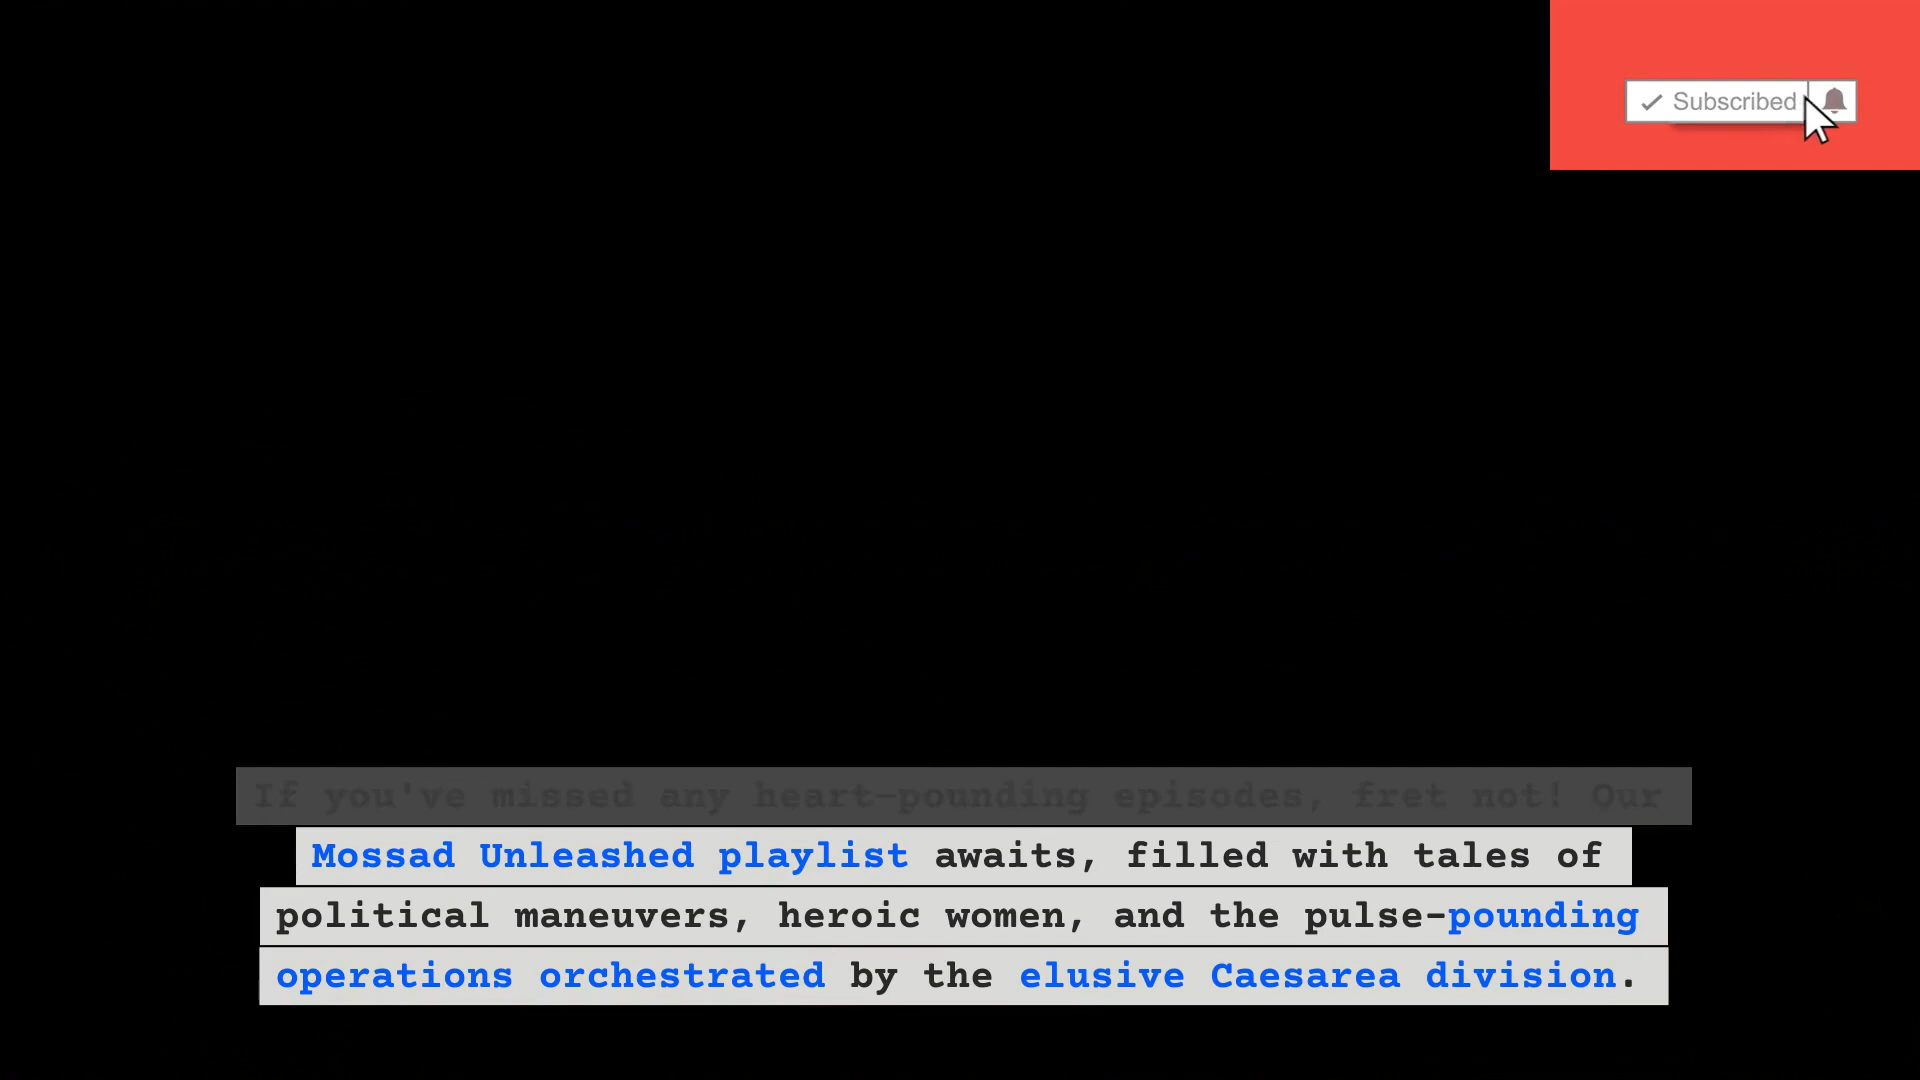 Subscribed
If you've missed any heart-pounding episodes, fret not! Our
Mossad Unleashed playlist awaits, filled with tales of
political maneuvers, heroic women, and the pulse-pounding
operations orchestrated by the elusive Caesarea division.